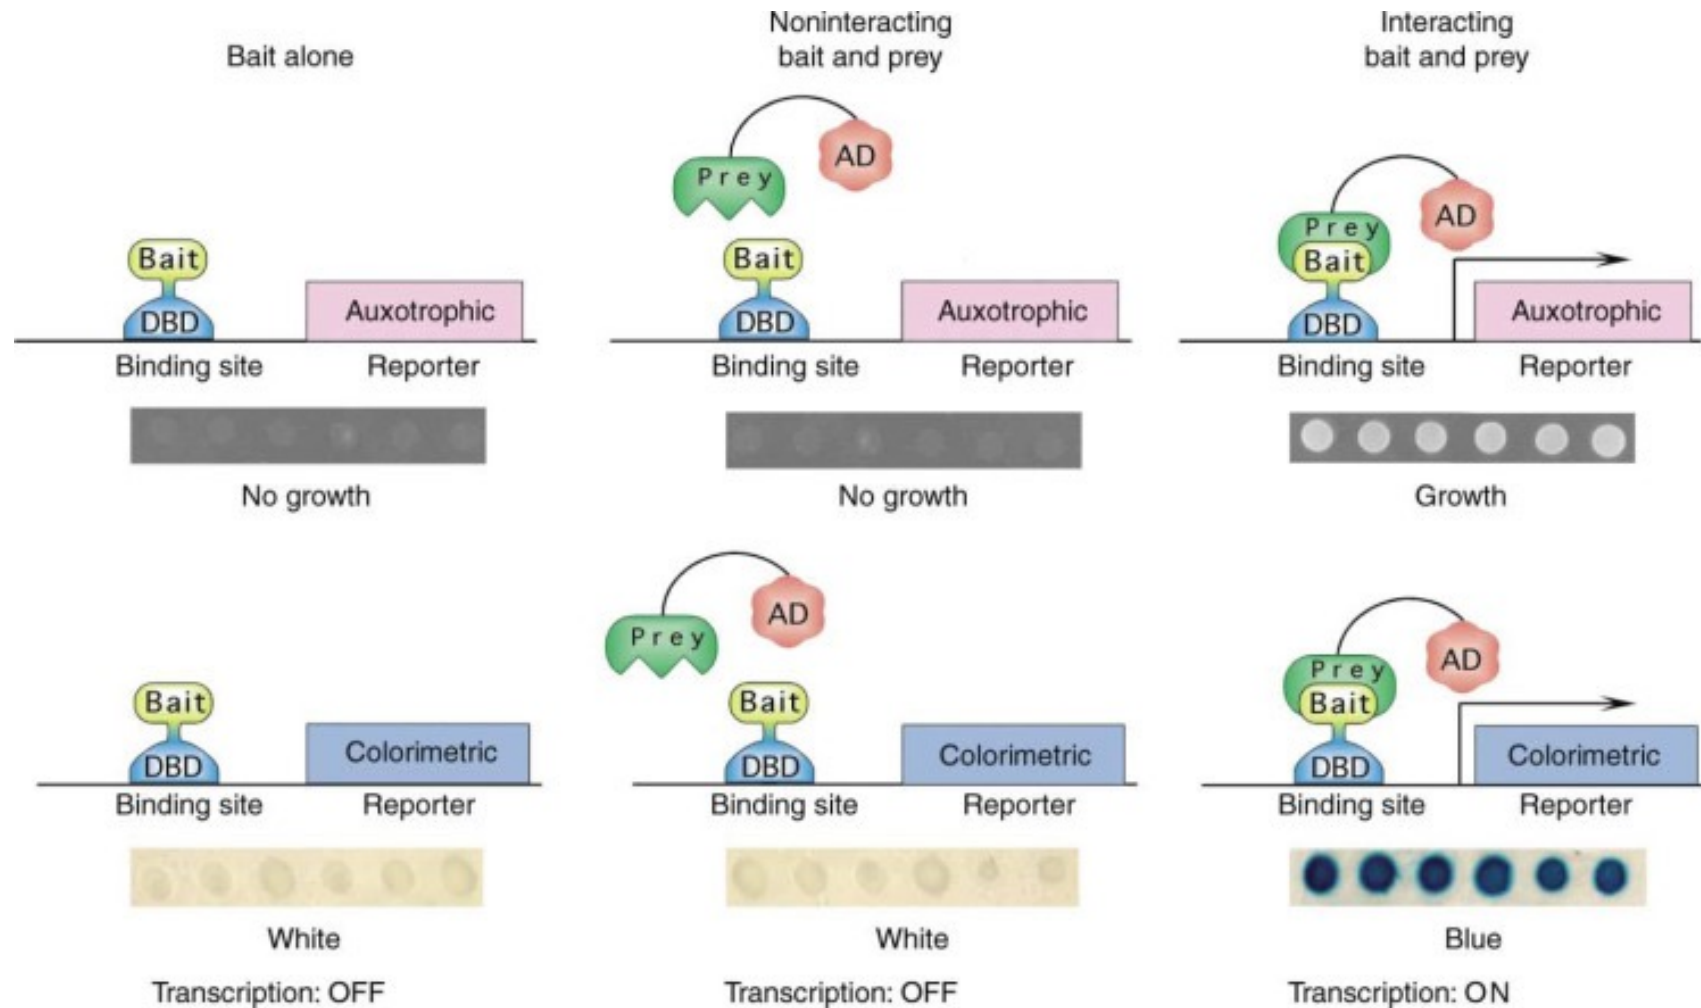 Bait alone
Noninteracting
bait and prey
Interacting
bait and prey
Bait
DBD
Auxotrophic
Binding site
Reporter
No growth
Prey
AD
Bait
DBD
Auxotrophic
Binding site
Reporter
No growth
Prey
AD
Bait
DBD
Auxotrophic
Binding site
Reporter
Growth
Bait
DBD
Colorimetric
Binding site
Reporter
White
Transcription: OFF
Prey
AD
Bait
DBD
Colorimetric
Binding site
Reporter
White
Transcription: OFF
Prey
AD
Bait
DBD
Colorimetric
Binding site
Reporter
Blue
Transcription: ON